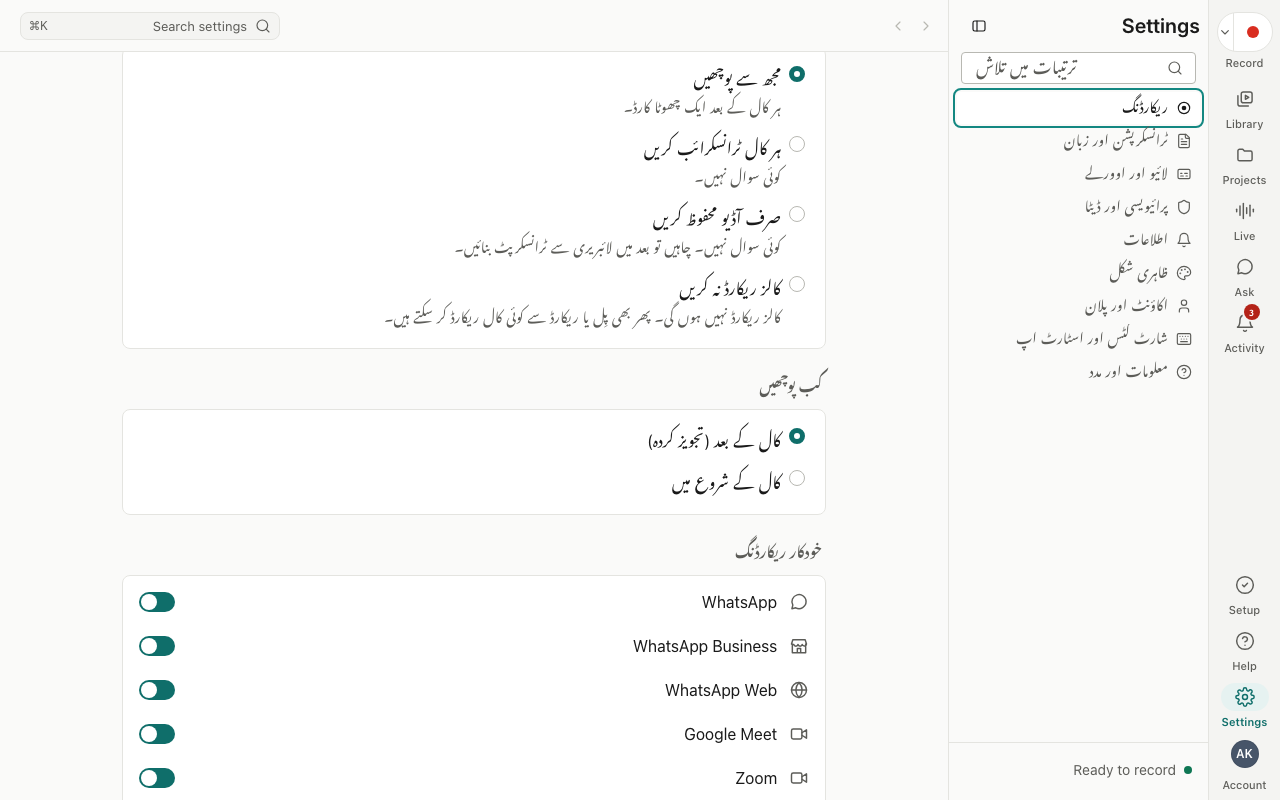 ⌘K
Search settings
Settings
ترتیبات میں تلاش
ریکارڈنگ
ٹرانسکرپشن اور زبان
لائیو اور اوورلے
پرائیویسی اور ڈیٹا
اطلاعات
ظاہری شکل
اکاؤنٹ اور پلان
شارٹ کٹس اور اسٹارٹ اپ
معلومات اور مدد
Ready to record
Record
Library
Projects
Live
Ask
3
Activity
Setup
Help
Settings
AK
Account
مجھ سے پوچھیں
ہر کال کے بعد ایک چھوٹا کارڈ۔
ہر کال ٹرانسکرائب کریں
کوئی سوال نہیں۔
صرف آڈیو محفوظ کریں
کوئی سوال نہیں۔ چاہیں تو بعد میں لائبریری سے ٹرانسکرپٹ بنائیں۔
کالز ریکارڈ نہ کریں
کالز ریکارڈ نہیں ہوں گی۔ پھر بھی پِل یا ریکارڈ سے کوئی کال ریکارڈ کر سکتے ہیں۔
کب پوچھیں
کال کے بعد (تجویز کردہ)
کال کے شروع میں
خودکار ریکارڈنگ
WhatsApp
WhatsApp Business
WhatsApp Web
Google Meet
Zoom